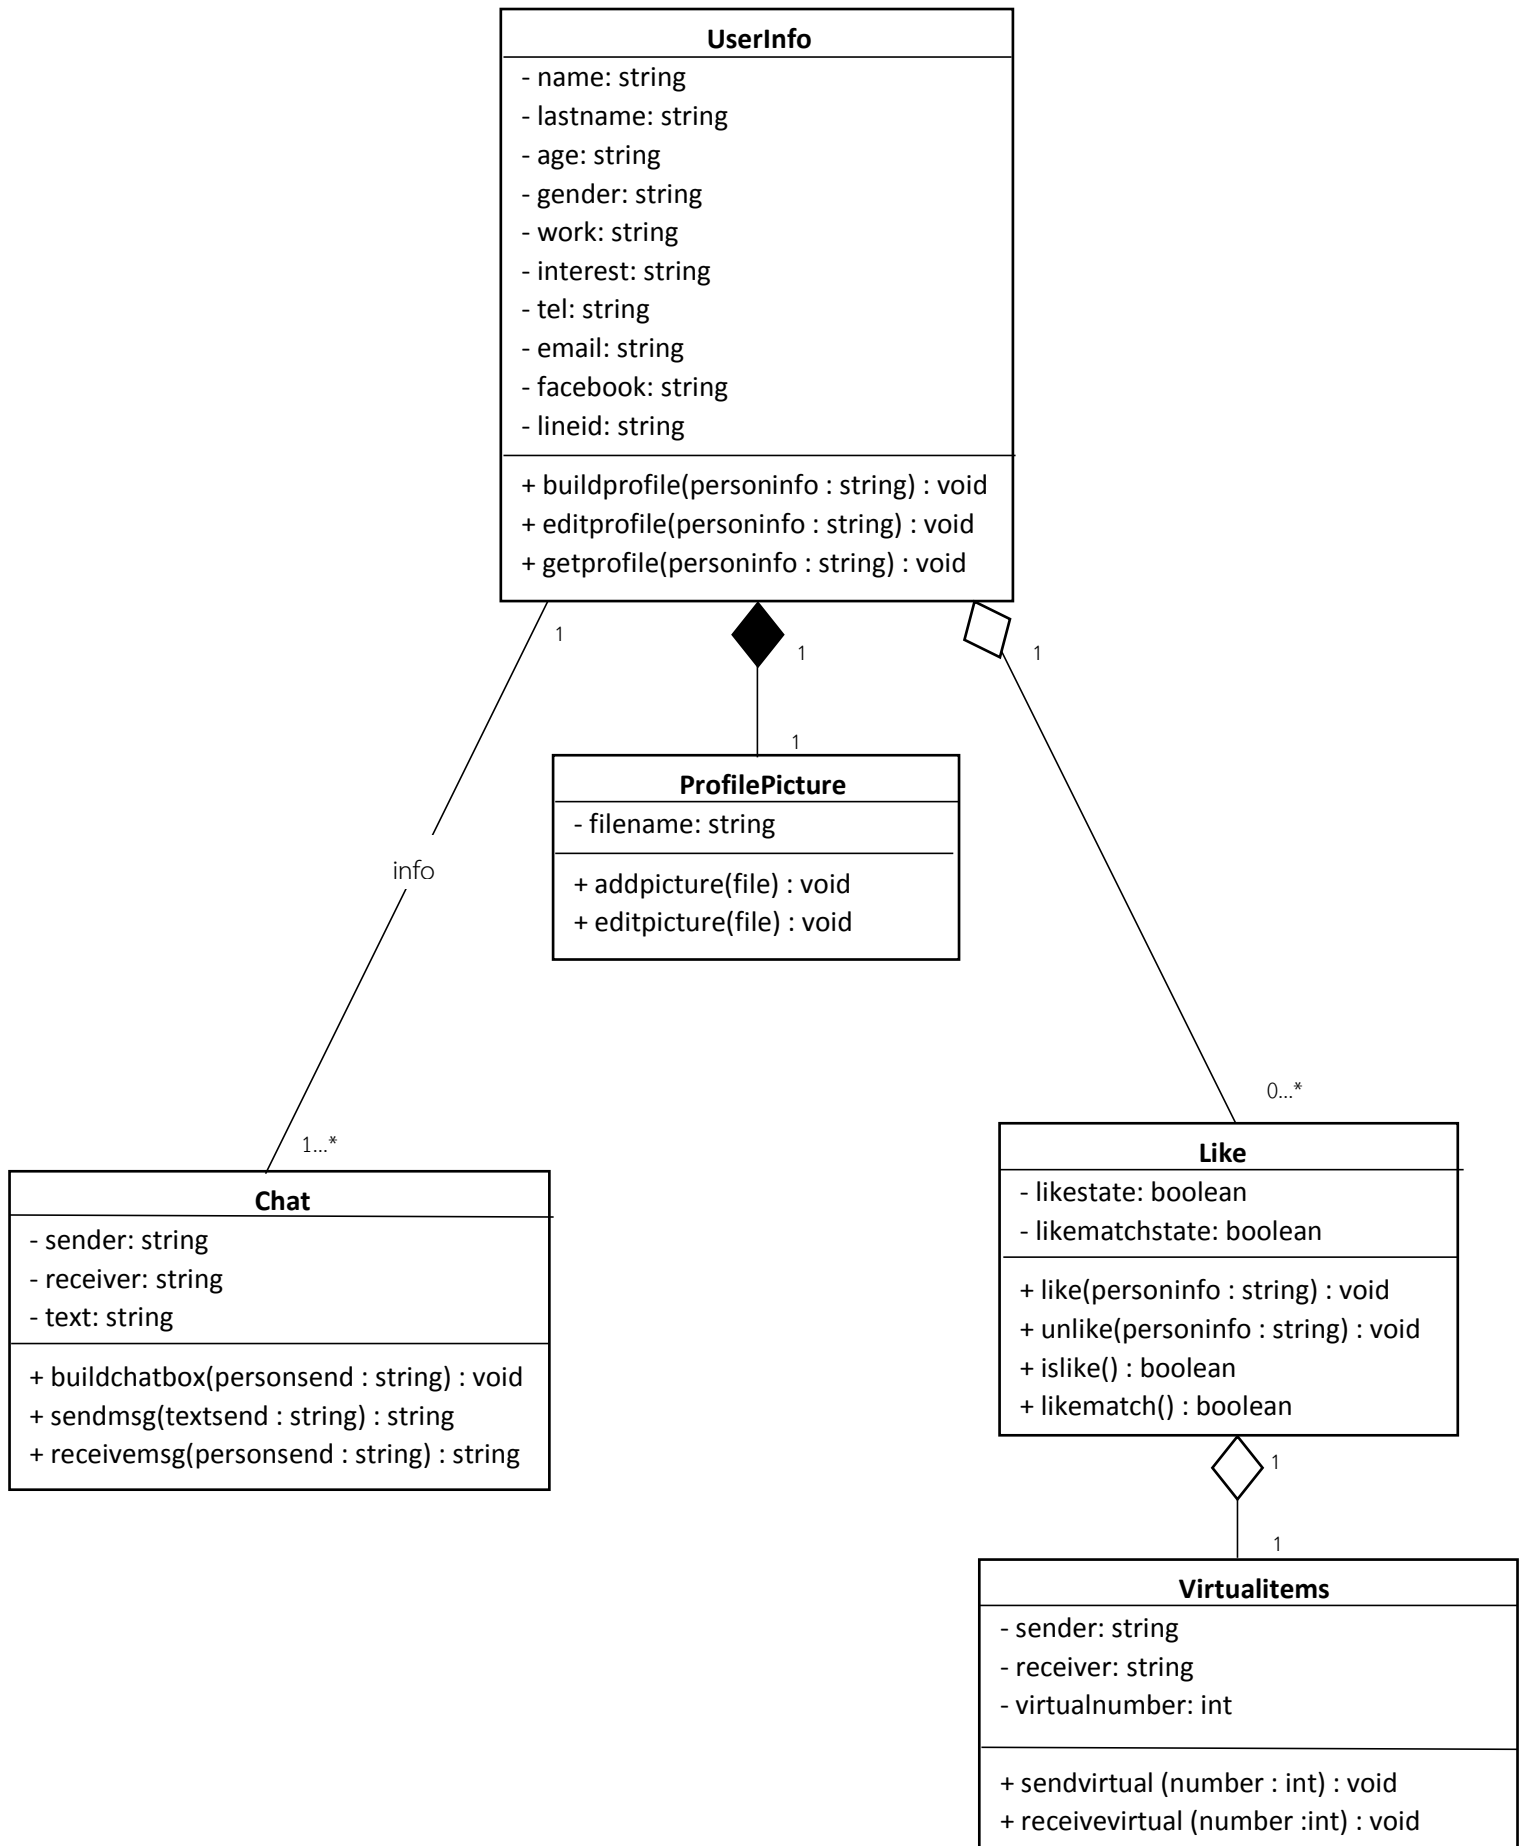 UserInfo
- name: string
- lastname: string
- age: string
- gender: string
- work: string
- interest: string
- tel: string
- email: string
- facebook: string
- lineid: string
+ buildprofile(personinfo : string) : void
+ editprofile(personinfo : string) : void
+ getprofile(personinfo : string) : void
1
1
1
1
ProfilePicture
- filename: string
+ addpicture(file) : void
+ editpicture(file) : void
info
0...*
1...*
Chat
- sender: string
- receiver: string
- text: string
+ buildchatbox(personsend : string) : void
+ sendmsg(textsend : string) : string
+ receivemsg(personsend : string) : string
Like
- likestate: boolean
- likematchstate: boolean
+ like(personinfo : string) : void
+ unlike(personinfo : string) : void
+ islike() : boolean
+ likematch() : boolean
1
1
Virtualitems
- sender: string
- receiver: string
- virtualnumber: int
+ sendvirtual (number : int) : void
+ receivevirtual (number :int) : void